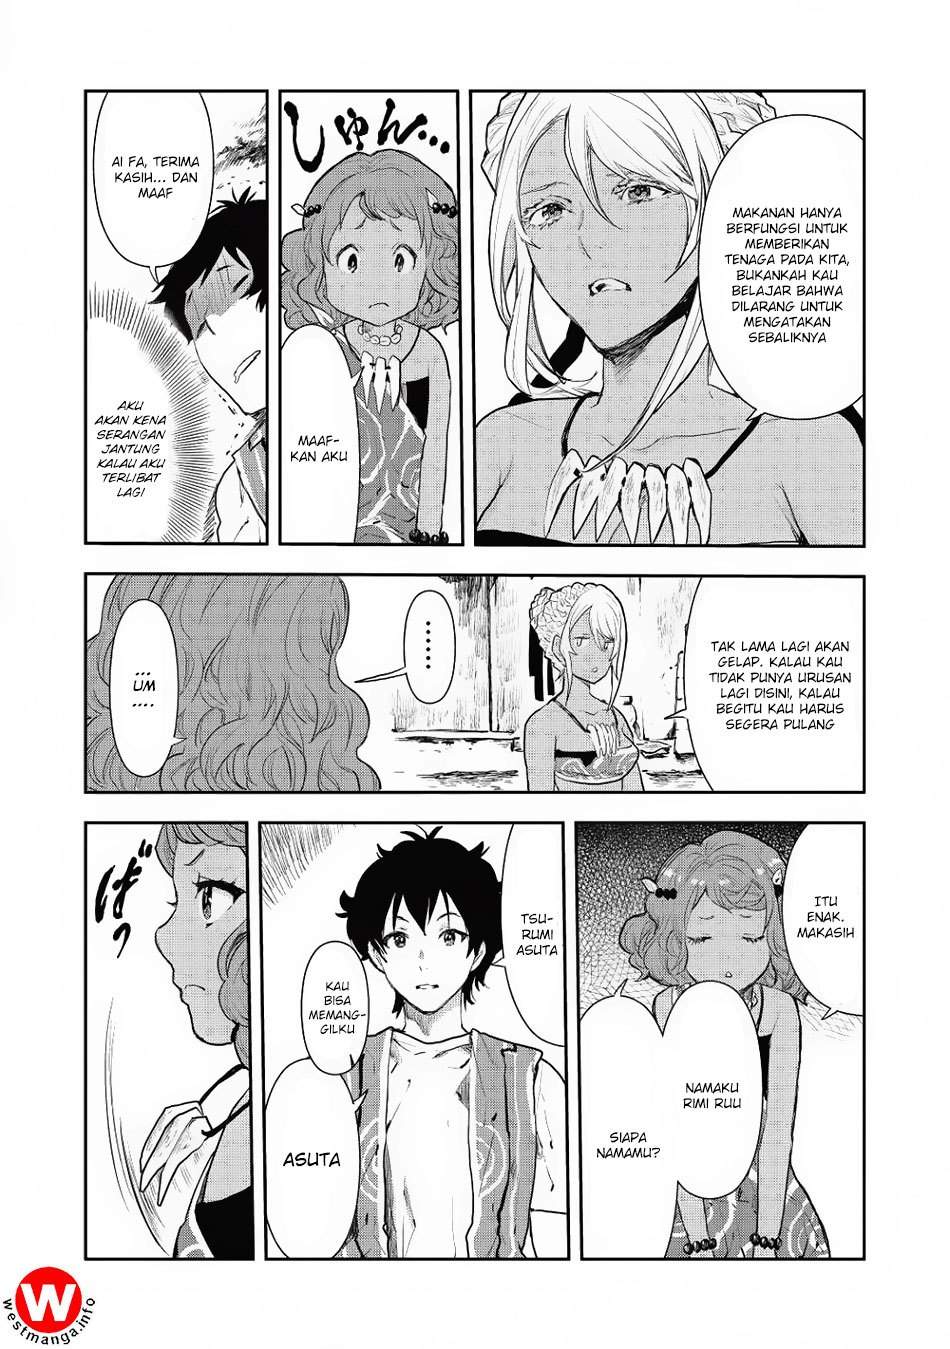 MAKANAN HANYA
BERFUNGSI UNTUK
MEMBERIKAN
TENAGA PADA KITA,
BUKANKAH KAU
BELAJAR BAHWA
DILARANG UNTUK
MENGATAKAN
SEBALIKNYA
しゅん…
MAAF-
KAN AKU
AI FA, TERIMA
KASIH... DAN
MAAF
AKU
AKAN KENA
SERANGAN
JANTUNG
KALAU AKU
TERLIBAT
LAGI
TAK LAMA LAGI AKAN
GELAP. KALAU KAU
TIDAK PUNYA URUSAN
LAGI DISINI, KALAU
BEGITU KAU HARUS
SEGERA PULANG
......
...
UM
....
ITU
ENAK.
MAKASIH
NAMAKU
RIMI RUU
SIAPA
NAMAMU?
TSU-
RUMI
ASUTA
KAU
BISA
MEMANG-
GILKU
ASUTA
ばっ
W
westmanga.info